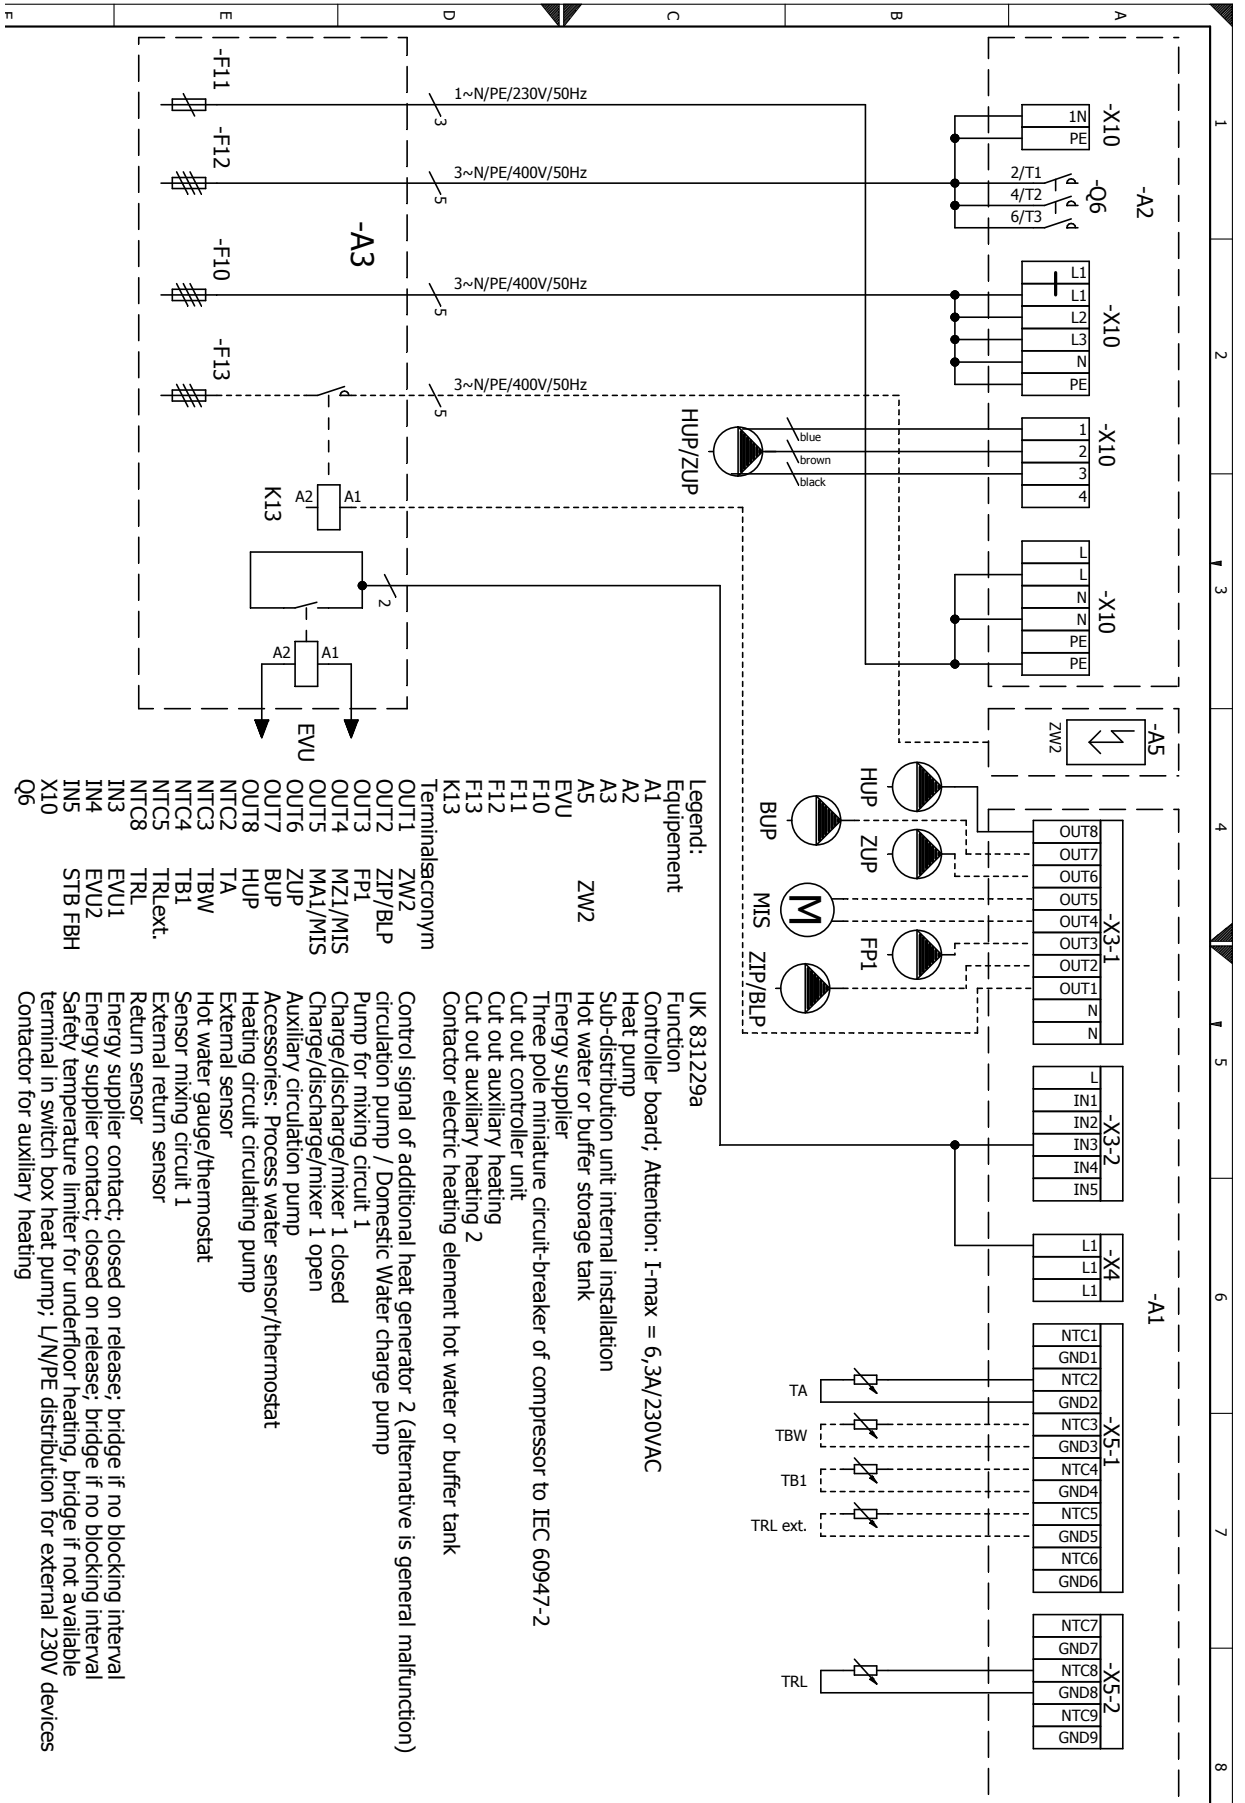 A
B
C
D
E
F
1
2
3
4
5
6
7
8
-A2
-X10
1N
PE
-Q6
2/T1
4/T2
6/T3
-X10
L1
L1
L2
L3
N
PE
-X10
1
2
3
4
-X10
L
L
N
N
PE
PE
1~N/PE/230V/50Hz
3
3~N/PE/400V/50Hz
5
3~N/PE/400V/50Hz
5
3~N/PE/400V/50Hz
5
blue
brown
black
HUP/ZUP
-A3
-F11
-F12
-F10
-F13
K13
A2
A1
2
A2
A1
EVU
-A5
ZW2
-A1
-X3-1
OUT8
OUT7
OUT6
OUT5
OUT4
OUT3
OUT2
OUT1
N
N
HUP
BUP
ZUP
M
MIS
FP1
ZIP/BLP
-X3-2
L
IN1
IN2
IN3
IN4
IN5
-X4
L1
L1
L1
-X5-1
NTC1
GND1
NTC2
GND2
NTC3
GND3
NTC4
GND4
NTC5
GND5
NTC6
GND6
TA
TBW
TB1
TRL ext.
-X5-2
NTC7
GND7
NTC8
GND8
NTC9
GND9
TRL
Legend: UK 831229a
Equipement Function
A1 Controller board; Attention: I-max = 6,3A/230VAC
A2 Heat pump
A3 Sub-distribution unit internal installation
A5 ZW2 Hot water or buffer storage tank
EVU Energy supplier
F10 Three pole miniature circuit-breaker of compressor to IEC 60947-2
F11 Cut out controller unit
F12 Cut out auxiliary heating
F13 Cut out auxiliary heating 2
K13 Contactor electric heating element hot water or buffer tank
Terminals acronym
OUT1 ZW2 Control signal of additional heat generator 2 (alternative is general malfunction)
OUT2 ZIP/BLP circulation pump / Domestic Water charge pump
OUT3 FP1 Pump for mixing circuit 1
OUT4 MZ1/MIS Charge/discharge/mixer 1 closed
OUT5 MA1/MIS Charge/discharge/mixer 1 open
OUT6 ZUP Auxiliary circulation pump
OUT7 BUP Accessories: Process water sensor/thermostat
OUT8 HUP Heating circuit circulating pump
NTC2 TA External sensor
NTC3 TBW Hot water gauge/thermostat
NTC4 TB1 Sensor mixing circuit 1
NTC5 TRLext. External return sensor
NTC8 TRL Return sensor
IN3 EVU1 Energy supplier contact; closed on release; bridge if no blocking interval
IN4 EVU2 Energy supplier contact; closed on release; bridge if no blocking interval
IN5 STB FBH Safety temperature limiter for underfloor heating, bridge if not available
X10 terminal in switch box heat pump; L/N/PE distribution for external 230V devices
Q6 Contactor for auxiliary heating